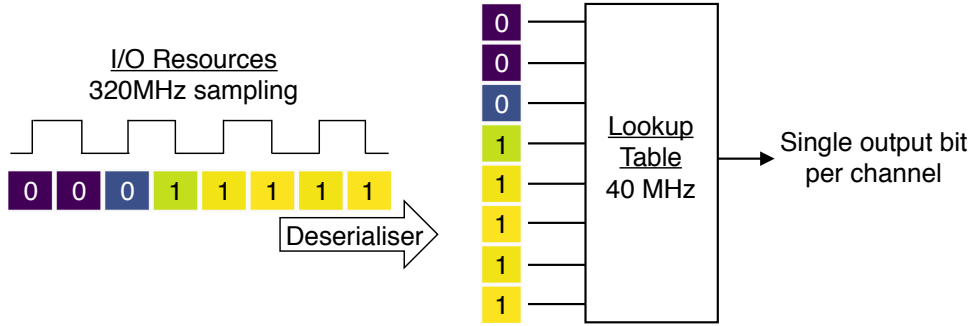 I/O Resources
320MHz sampling
0 0 0 1 1 1 1 1
Deserialiser
0
0
0
1
1
1
1
1
Lookup
Table
40 MHz
Single output bit
per channel